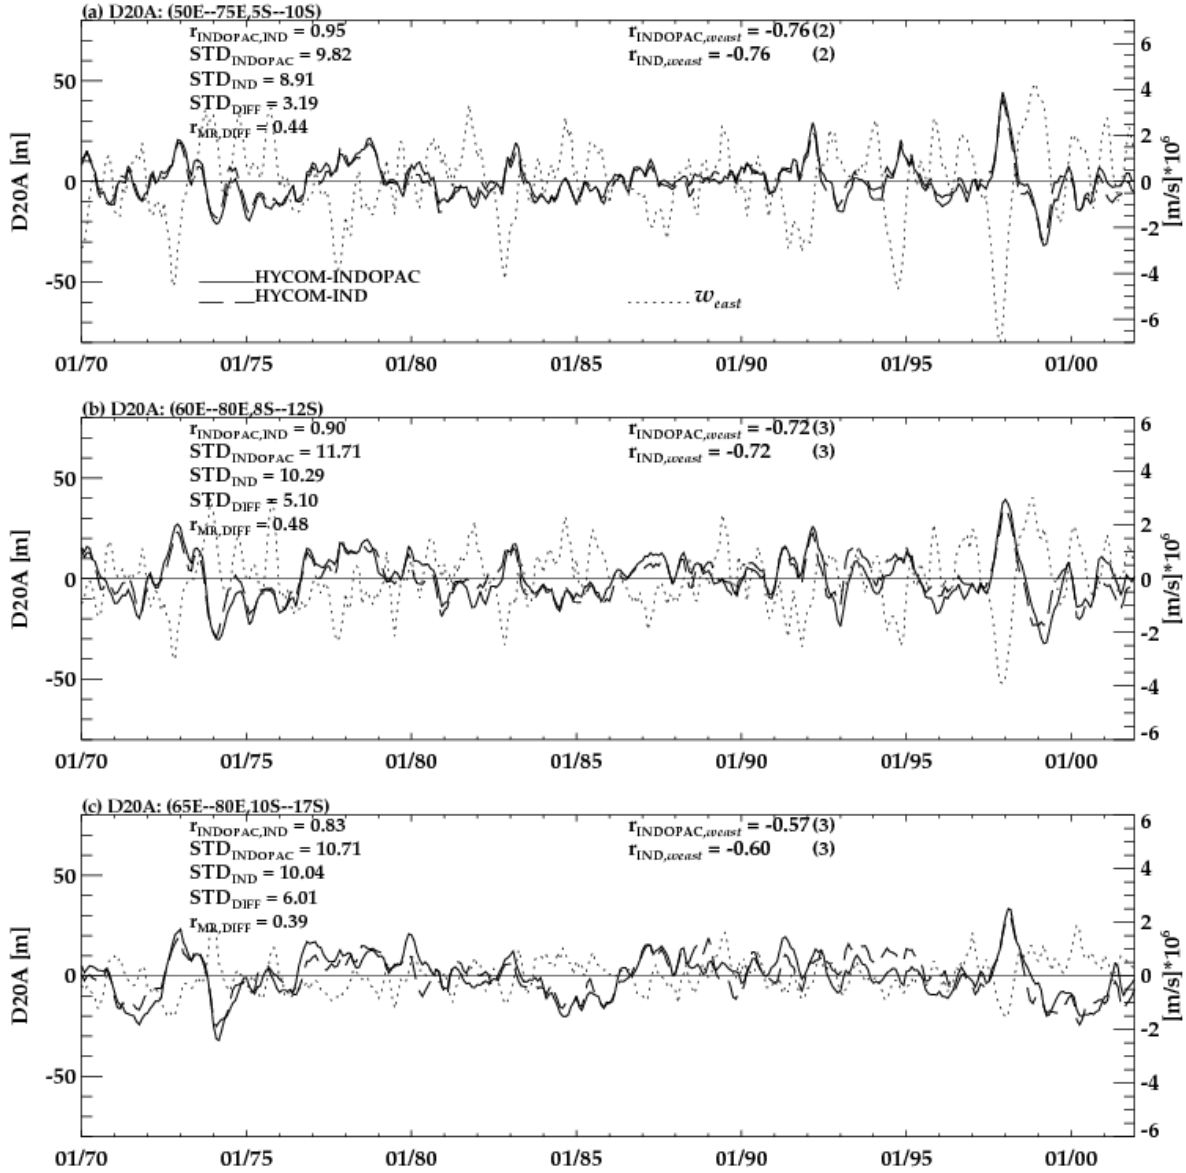 (a) D20A: (50E--75E,5S--10S)
r_INDOPAC,IND = 0.95
STD_INDOPAC = 9.82
STD_IND = 8.91
STD_DIFF = 3.19
r_MR,DIFF = 0.44
r_INDOPAC,weast = -0.76 (2)
r_IND,weast = -0.76 (2)
D20A [m]
50
0
-50
6
4
2
0
-2
-4
-6
[m/s]*10^6
HYCOM-INDOPAC
HYCOM-IND
w_east
01/70 01/75 01/80 01/85 01/90 01/95 01/00
(b) D20A: (60E--80E,8S--12S)
r_INDOPAC,IND = 0.90
STD_INDOPAC = 11.71
STD_IND = 10.29
STD_DIFF = 5.10
r_MR,DIFF = 0.48
r_INDOPAC,weast = -0.72 (3)
r_IND,weast = -0.72 (3)
D20A [m]
50
0
-50
6
4
2
0
-2
-4
-6
[m/s]*10^6
01/70 01/75 01/80 01/85 01/90 01/95 01/00
(c) D20A: (65E--80E,10S--17S)
r_INDOPAC,IND = 0.83
STD_INDOPAC = 10.71
STD_IND = 10.04
STD_DIFF = 6.01
r_MR,DIFF = 0.39
r_INDOPAC,weast = -0.57 (3)
r_IND,weast = -0.60 (3)
D20A [m]
50
0
-50
6
4
2
0
-2
-4
-6
[m/s]*10^6
01/70 01/75 01/80 01/85 01/90 01/95 01/00